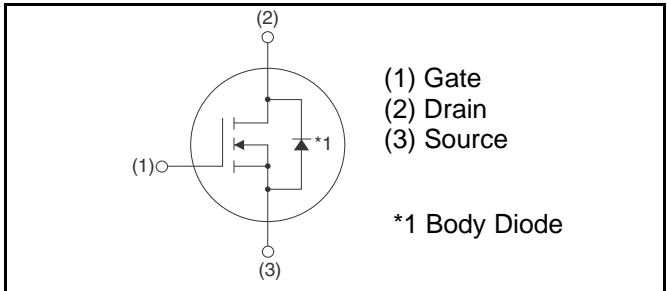 (2)
(1) Gate
(2) Drain
(3) Source
*1
(1)
*1 Body Diode
(3)